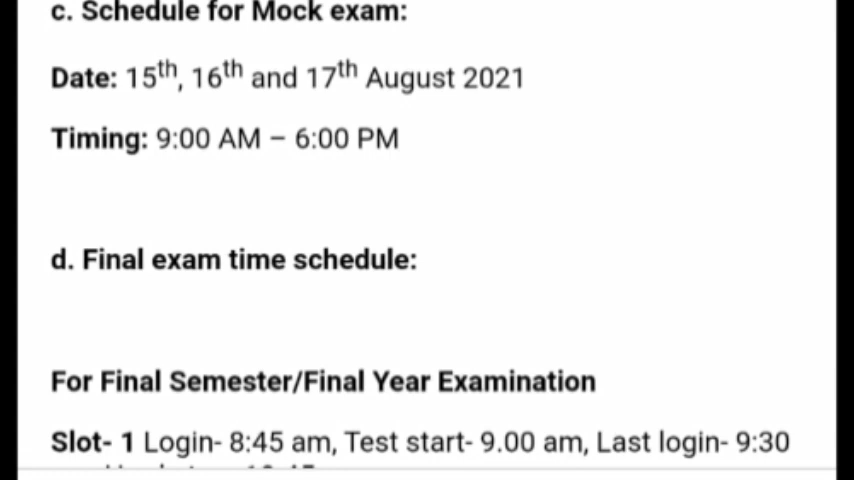 c. Schedule for Mock exam:
Date: 15th, 16th and 17th August 2021
Timing: 9:00 AM – 6:00 PM
d. Final exam time schedule:
For Final Semester/Final Year Examination
Slot- 1 Login- 8:45 am, Test start- 9.00 am, Last login- 9:30